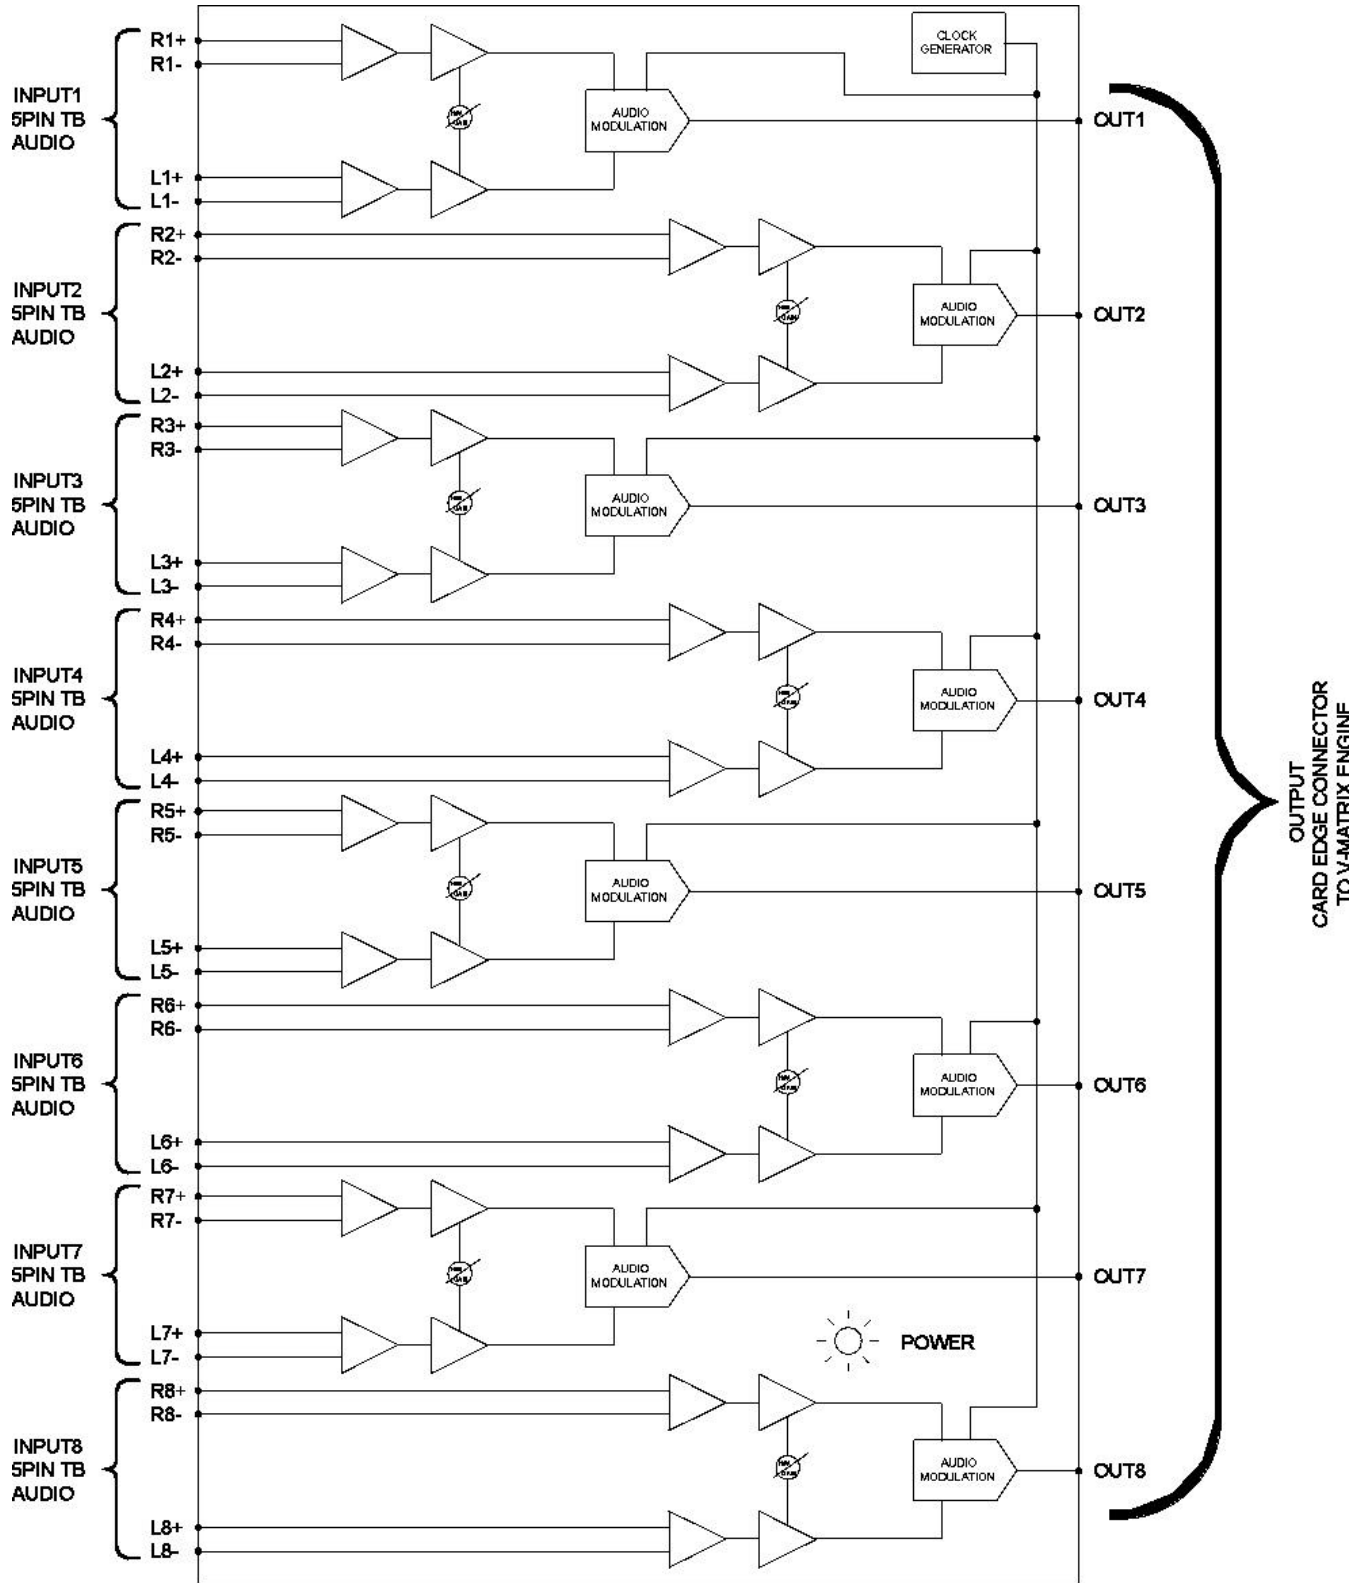 CLOCK
GENERATOR
R1+
R1-
INPUT1
5PIN TB
AUDIO
AUDIO
MODULATION
OUT1
L1+
L1-
R2+
R2-
INPUT2
5PIN TB
AUDIO
AUDIO
MODULATION
OUT2
L2+
L2-
R3+
R3-
INPUT3
5PIN TB
AUDIO
AUDIO
MODULATION
OUT3
L3+
L3-
R4+
R4-
INPUT4
5PIN TB
AUDIO
AUDIO
MODULATION
OUT4
L4+
L4-
OUTPUT
CARD EDGE CONNECTOR
TO V-MATRIX ENGINE
R5+
R5-
INPUT5
5PIN TB
AUDIO
AUDIO
MODULATION
OUT5
L5+
L5-
R6+
R6-
INPUT6
5PIN TB
AUDIO
AUDIO
MODULATION
OUT6
L6+
L6-
R7+
R7-
INPUT7
5PIN TB
AUDIO
AUDIO
MODULATION
OUT7
L7+
L7-
POWER
R8+
R8-
INPUT8
5PIN TB
AUDIO
AUDIO
MODULATION
OUT8
L8+
L8-